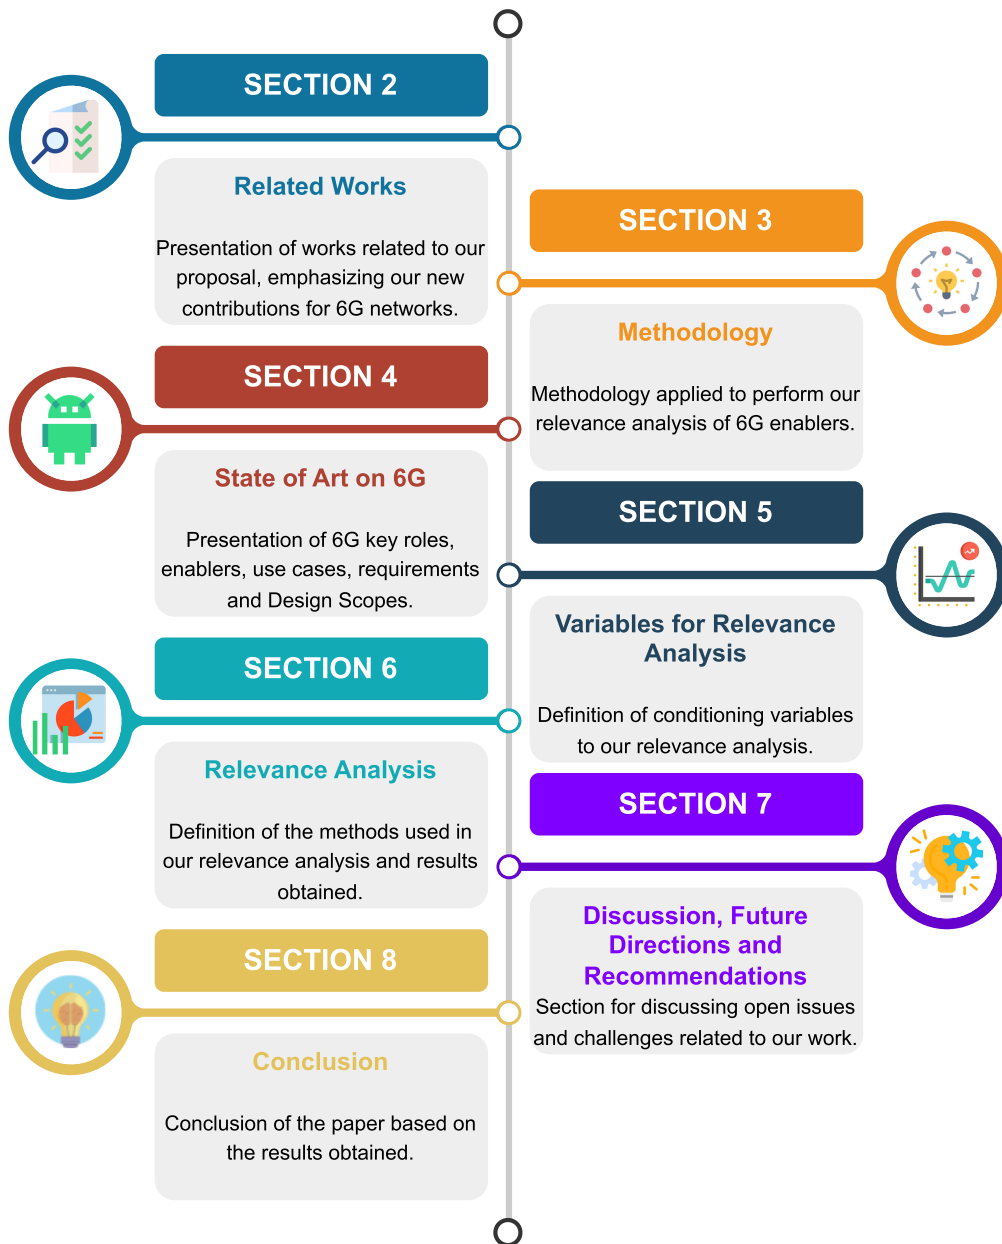 SECTION 2
Related Works
Presentation of works related to our
proposal, emphasizing our new
contributions for 6G networks.
SECTION 3
Methodology
Methodology applied to perform our
relevance analysis of 6G enablers.
SECTION 4
State of Art on 6G
Presentation of 6G key roles,
enablers, use cases, requirements
and Design Scopes.
SECTION 5
Variables for Relevance
Analysis
Definition of conditioning variables
to our relevance analysis.
SECTION 6
Relevance Analysis
Definition of the methods used in
our relevance analysis and results
obtained.
SECTION 7
Discussion, Future
Directions and
Recommendations
Section for discussing open issues
and challenges related to our work.
SECTION 8
Conclusion
Conclusion of the paper based on
the results obtained.